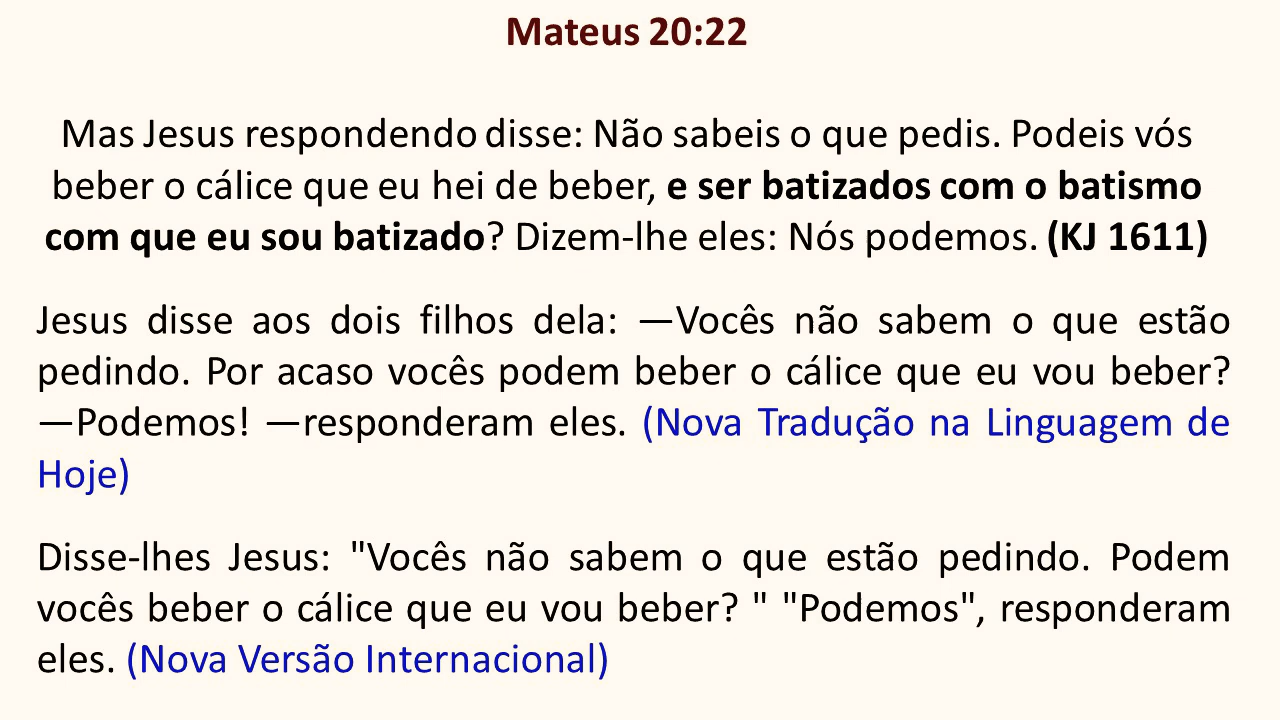 Mateus 20:22
Mas Jesus respondendo disse: Não sabeis o que pedis. Podeis vós
beber o cálice que eu hei de beber, e ser batizados com o batismo
com que eu sou batizado? Dizem-lhe eles: Nós podemos. (KJ 1611)
Jesus disse aos dois filhos dela: —Vocês não sabem o que estão
pedindo. Por acaso vocês podem beber o cálice que eu vou beber?
—Podemos! —responderam eles. (Nova Tradução na Linguagem de
Hoje)
Disse-lhes Jesus: "Vocês não sabem o que estão pedindo. Podem
vocês beber o cálice que eu vou beber? " "Podemos", responderam
eles. (Nova Versão Internacional)